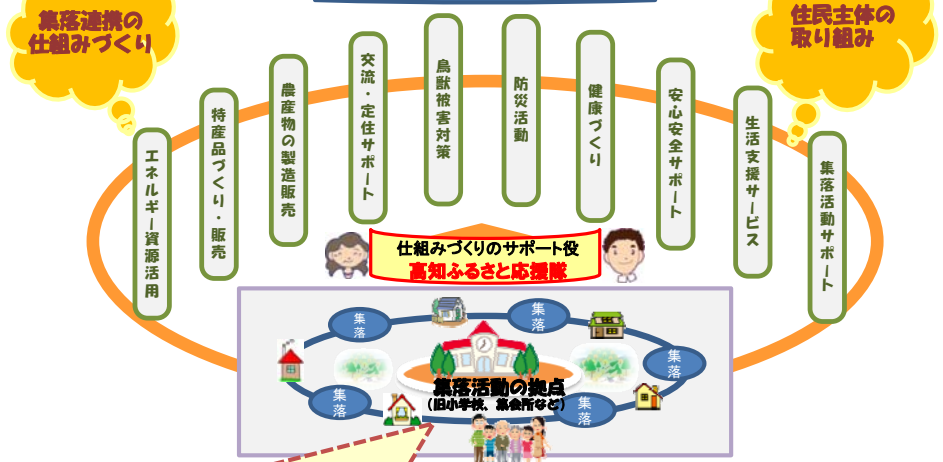 集落連携の
仕組みづくり
住民主体の
取り組み
エネルギー資源活用
特産品づくり・販売
農産物の製造販売
交流・定住サポート
鳥獣被害対策
防災活動
健康づくり
安心安全サポート
生活支援サービス
集落活動サポート
仕組みづくりのサポート役
高知ふるさと応援隊
集落
集落
集落
集落
集落
集落活動の拠点
（旧小学校、集会所など）